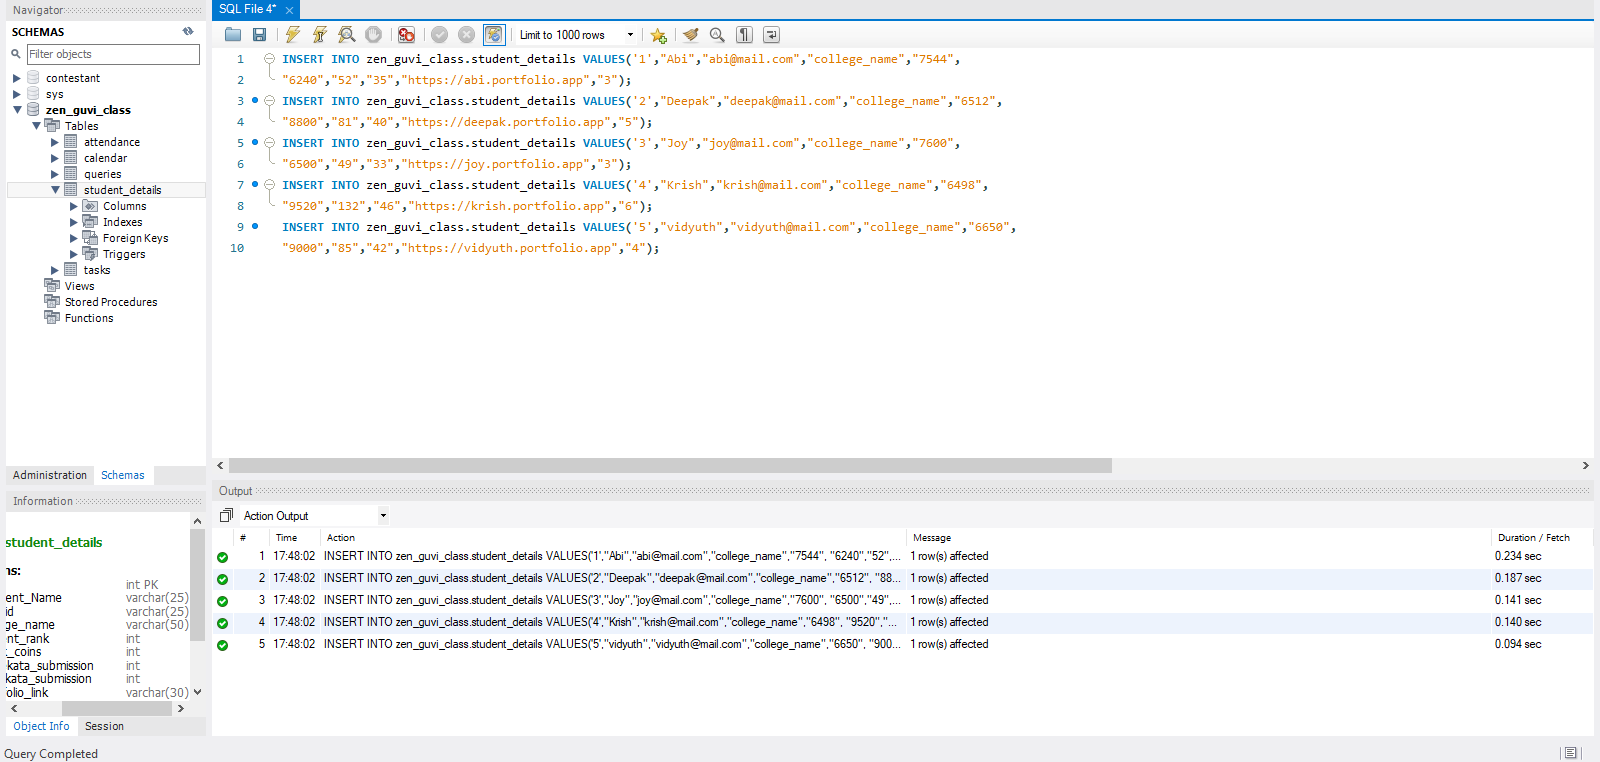 Navigator
SCHEMAS
Filter objects
contestant
sys
zen_guvi_class
Tables
attendance
calendar
queries
student_details
Columns
Indexes
Foreign Keys
Triggers
tasks
Views
Stored Procedures
Functions
Administration Schemas
Information
student_details
ns:
int PK
ent_Name varchar(25)
id varchar(25)
ge_name varchar(50)
ent_rank int
_coins int
kata_submission int
kata_submission int
folio_link varchar(30)
Object Info Session
Query Completed
SQL File 4*
Limit to 1000 rows
1 INSERT INTO zen_guvi_class.student_details VALUES('1',"Abi","abi@mail.com","college_name","7544",
2 "6240","52","35","https://abi.portfolio.app","3");
3 INSERT INTO zen_guvi_class.student_details VALUES('2',"Deepak","deepak@mail.com","college_name","6512",
4 "8800","81","40","https://deepak.portfolio.app","5");
5 INSERT INTO zen_guvi_class.student_details VALUES('3',"Joy","joy@mail.com","college_name","7600",
6 "6500","49","33","https://joy.portfolio.app","3");
7 INSERT INTO zen_guvi_class.student_details VALUES('4',"Krish","krish@mail.com","college_name","6498",
8 "9520","132","46","https://krish.portfolio.app","6");
9 INSERT INTO zen_guvi_class.student_details VALUES('5',"vidyuth","vidyuth@mail.com","college_name","6650",
10 "9000","85","42","https://vidyuth.portfolio.app","4");
Output
Action Output
# Time Action Message Duration / Fetch
1 17:48:02 INSERT INTO zen_guvi_class.student_details VALUES('1',"Abi","abi@mail.com","college_name","7544", "6240","52",... 1 row(s) affected 0.234 sec
2 17:48:02 INSERT INTO zen_guvi_class.student_details VALUES('2',"Deepak","deepak@mail.com","college_name","6512", "88... 1 row(s) affected 0.187 sec
3 17:48:02 INSERT INTO zen_guvi_class.student_details VALUES('3',"Joy","joy@mail.com","college_name","7600", "6500","49",... 1 row(s) affected 0.141 sec
4 17:48:02 INSERT INTO zen_guvi_class.student_details VALUES('4',"Krish","krish@mail.com","college_name","6498", "9520","... 1 row(s) affected 0.140 sec
5 17:48:02 INSERT INTO zen_guvi_class.student_details VALUES('5',"vidyuth","vidyuth@mail.com","college_name","6650", "900... 1 row(s) affected 0.094 sec